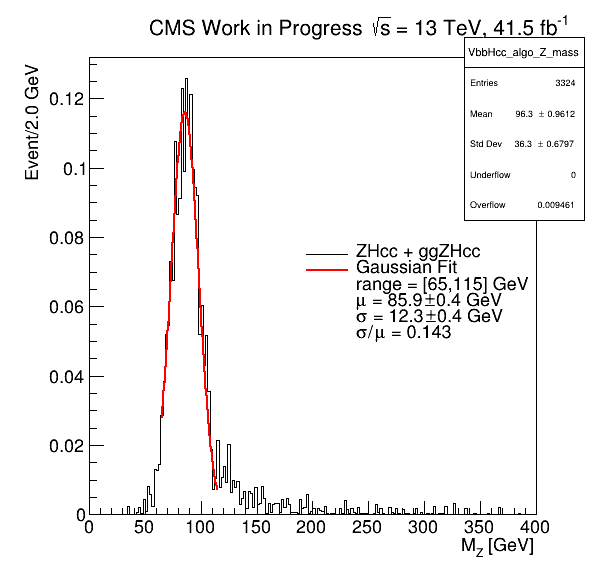 CMS Work in Progress √s = 13 TeV, 41.5 fb⁻¹
VbbHcc_algo_Z_mass
Entries 3324
Mean 96.3 ± 0.9612
Std Dev 36.3 ± 0.6797
Underflow 0
Overflow 0.009461
Event/2.0 GeV
0.12
0.1
0.08
0.06
0.04
0.02
0
ZHcc + ggZHcc
Gaussian Fit
range = [65,115] GeV
μ = 85.9±0.4 GeV
σ = 12.3±0.4 GeV
σ/μ = 0.143
0 50 100 150 200 250 300 350 400
M_Z [GeV]